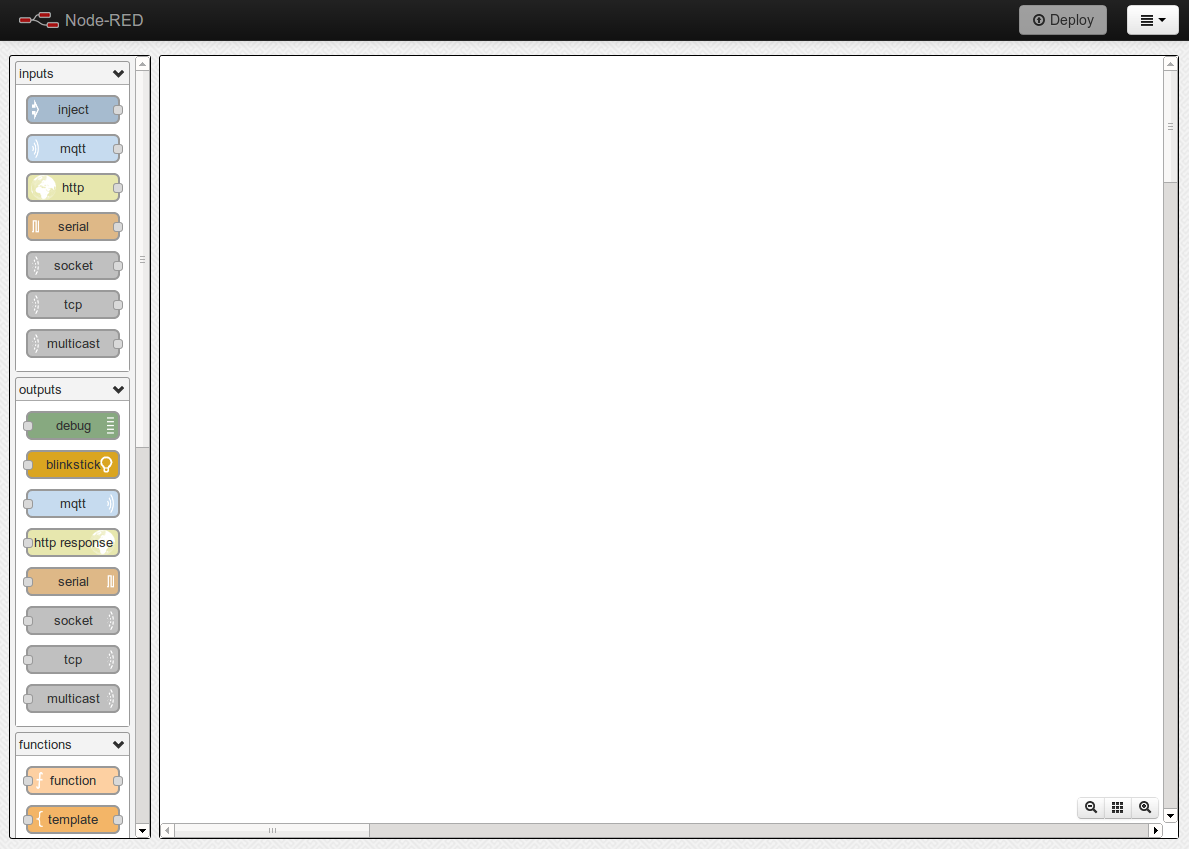 Node-RED
Deploy
inputs
inject
mqtt
http
serial
socket
tcp
multicast
outputs
debug
blinkstick
mqtt
http response
serial
socket
tcp
multicast
functions
function
template